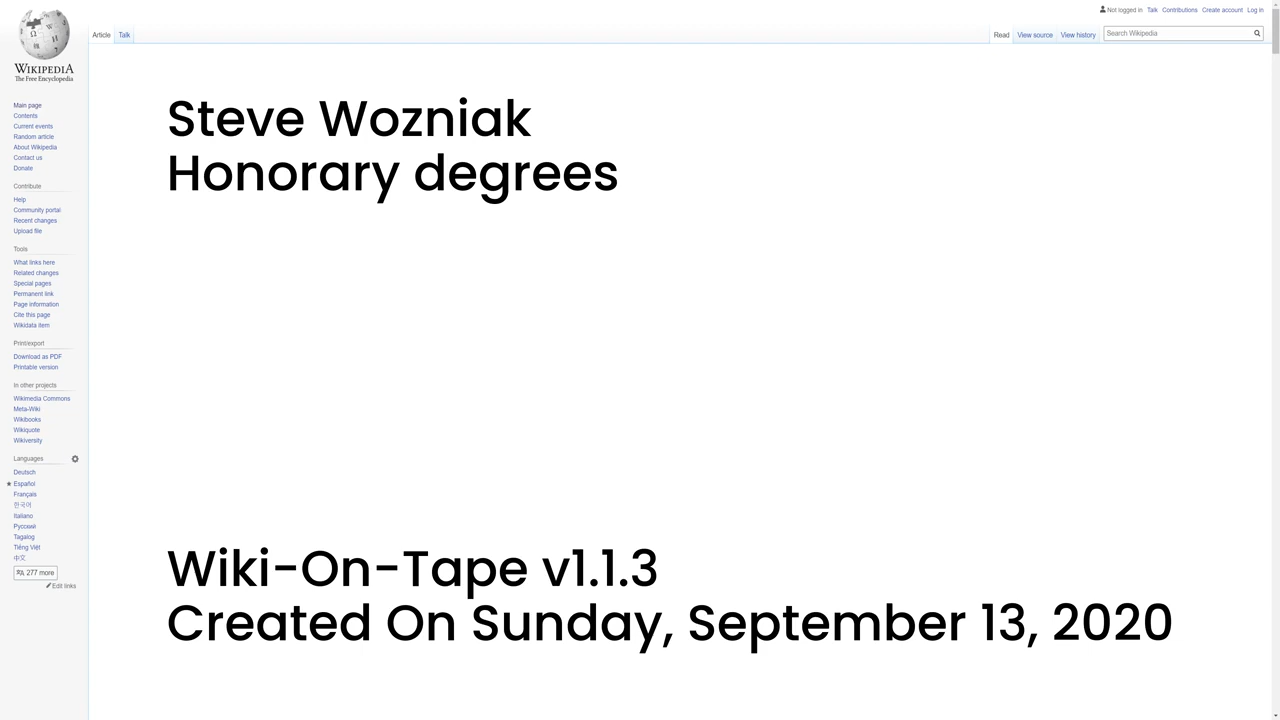 Not logged in
Talk
Contributions
Create account
Log in
Article
Talk
Read
View source
View history
Search Wikipedia
WIKIPEDIA
The Free Encyclopedia
Main page
Contents
Current events
Random article
About Wikipedia
Contact us
Donate
Contribute
Help
Community portal
Recent changes
Upload file
Tools
What links here
Related changes
Special pages
Permanent link
Page information
Cite this page
Wikidata item
Print/export
Download as PDF
Printable version
In other projects
Wikimedia Commons
Meta-Wiki
Wikibooks
Wikiquote
Wikiversity
Languages
Deutsch
Español
Français
한국어
Italiano
Русский
Tagalog
Tiếng Việt
中文
277 more
Edit links
Steve Wozniak
Honorary degrees
Wiki-On-Tape v1.1.3
Created On Sunday, September 13, 2020